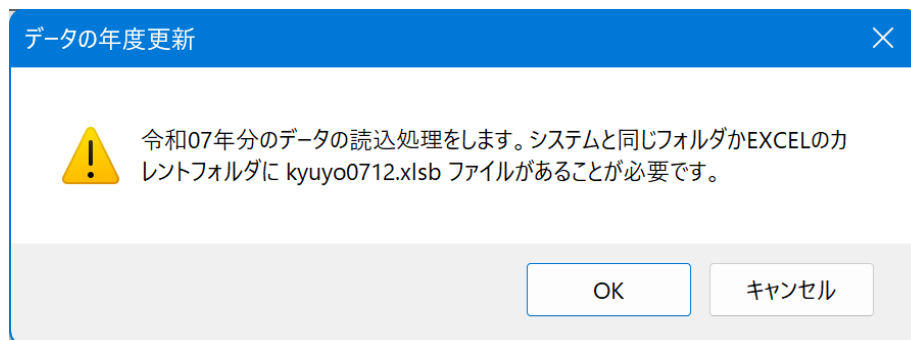 データの年度更新
令和07年分のデータの読込処理をします。システムと同じフォルダかEXCELのカ
レントフォルダに kyuyo0712.xlsb ファイルがあることが必要です。
OK
キャンセル